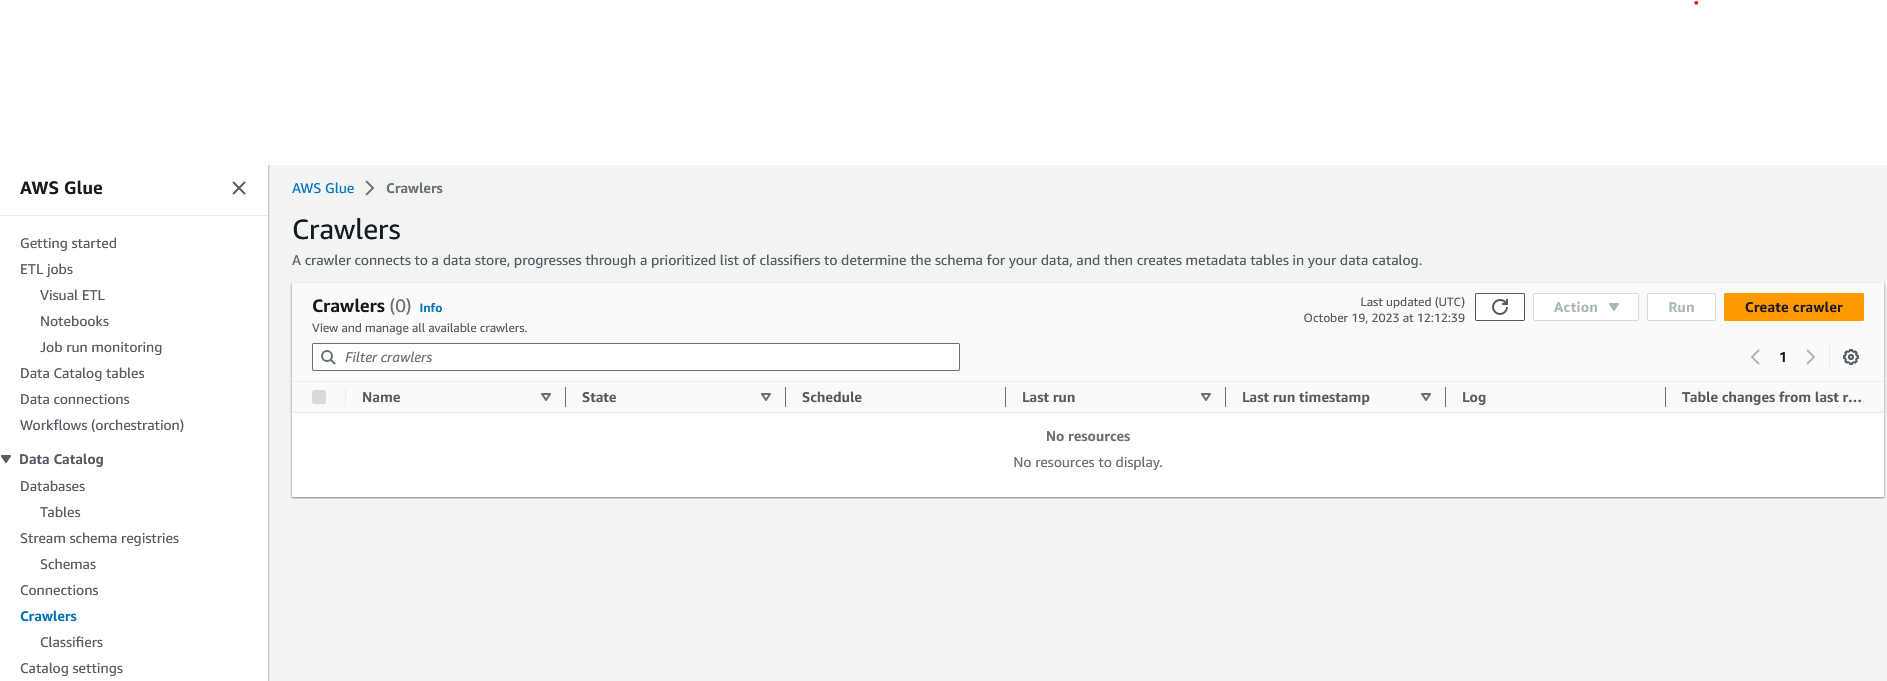 AWS Glue
Getting started
ETL jobs
Visual ETL
Notebooks
Job run monitoring
Data Catalog tables
Data connections
Workflows (orchestration)
Data Catalog
Databases
Tables
Stream schema registries
Schemas
Connections
Crawlers
Classifiers
Catalog settings
AWS Glue Crawlers
Crawlers
A crawler connects to a data store, progresses through a prioritized list of classifiers to determine the schema for your data, and then creates metadata tables in your data catalog.
Crawlers (0) Info
View and manage all available crawlers.
Last updated (UTC)
October 19, 2023 at 12:12:39
Action Run Create crawler
Filter crawlers
1
Name State Schedule Last run Last run timestamp Log Table changes from last r...
No resources
No resources to display.